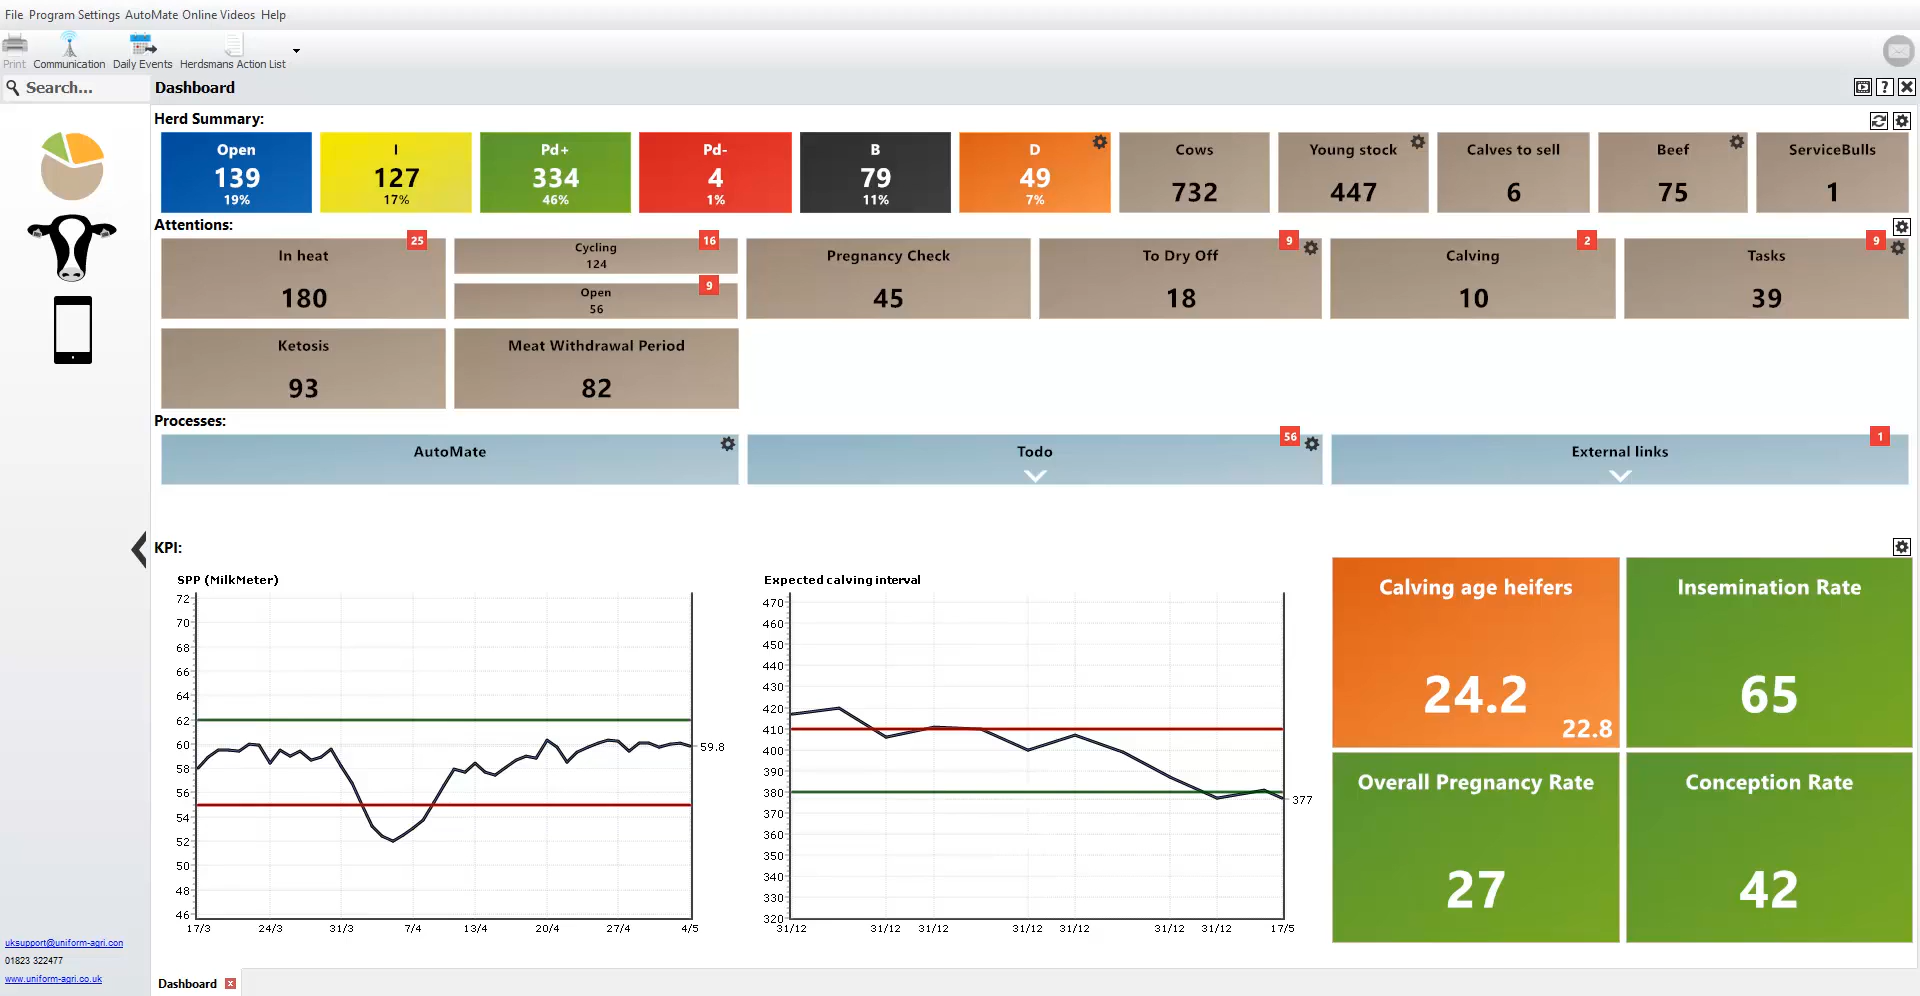 File Program Settings AutoMate Online Videos Help
Print Communication Daily Events Herdsmans Action List
Search...
Dashboard
Herd Summary:
Open
139
19%
I
127
17%
Pd+
334
46%
Pd-
4
1%
B
79
11%
D
49
7%
Cows
732
Young stock
447
Calves to sell
6
Beef
75
ServiceBulls
1
Attentions:
In heat
25
180
Cycling
16
124
Open
9
56
Pregnancy Check
45
To Dry Off
9
18
Calving
2
10
Tasks
9
39
Ketosis
93
Meat Withdrawal Period
82
Processes:
AutoMate
Todo
56
External links
1
KPI:
SPP (MilkMeter)
72
70
68
66
64
62
60
58
56
54
52
50
48
46
59.8
17/3 24/3 31/3 7/4 13/4 20/4 27/4 4/5
Expected calving interval
470
460
450
440
430
420
410
400
390
380
370
360
350
340
330
320
377
31/12 31/12 31/12 31/12 31/12 31/12 31/12 17/5
Calving age heifers
24.2
22.8
Insemination Rate
65
Overall Pregnancy Rate
27
Conception Rate
42
uksupport@uniform-agri.con
01823 322477
www.uniform-agri.co.uk
Dashboard